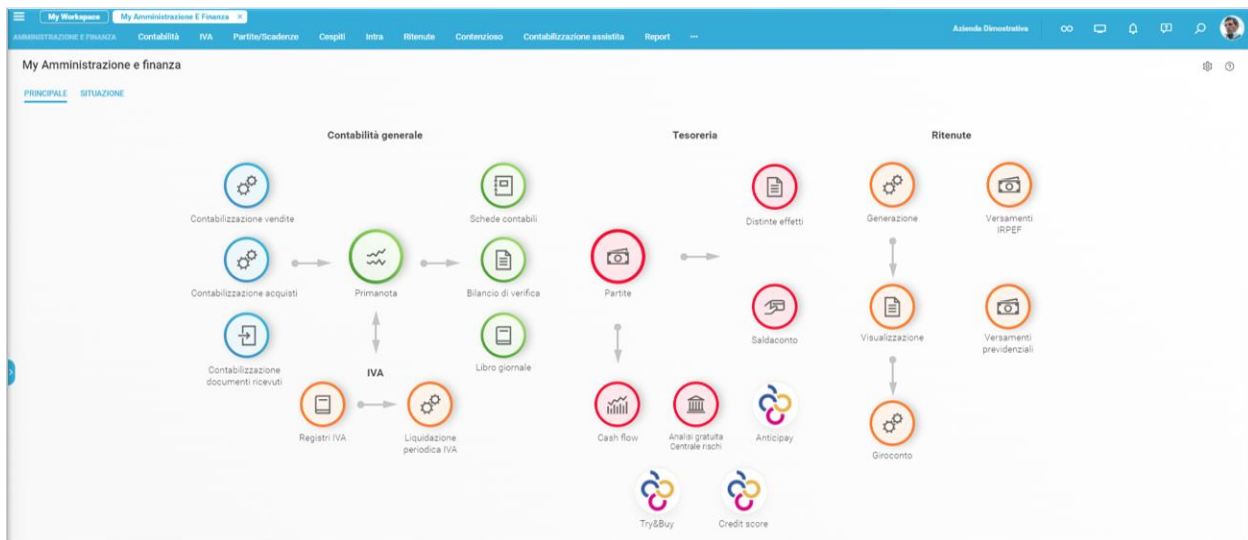 My Workspace
My Amministrazione E Finanza ×
AMMINISTRAZIONE E FINANZA
Contabilità
IVA
Partite/Scadenze
Cespiti
Intra
Ritenute
Contenzioso
Contabilizzazione assistita
Report
···
Azienda Dimostrativa
My Amministrazione e finanza
PRINCIPALE
SITUAZIONE
Contabilità generale
Contabilizzazione vendite
Schede contabili
Contabilizzazione acquisti
Primanota
Bilancio di verifica
Contabilizzazione
documenti ricevuti
IVA
Libro giornale
Registri IVA
Liquidazione
periodica IVA
Tesoreria
Distinte effetti
Partite
Saldaconto
Cash flow
Analisi gratuita
Centrale rischi
Anticipay
Try&Buy
Credit score
Ritenute
Generazione
Versamenti
IRPEF
Visualizzazione
Versamenti
previdenziali
Giroconto